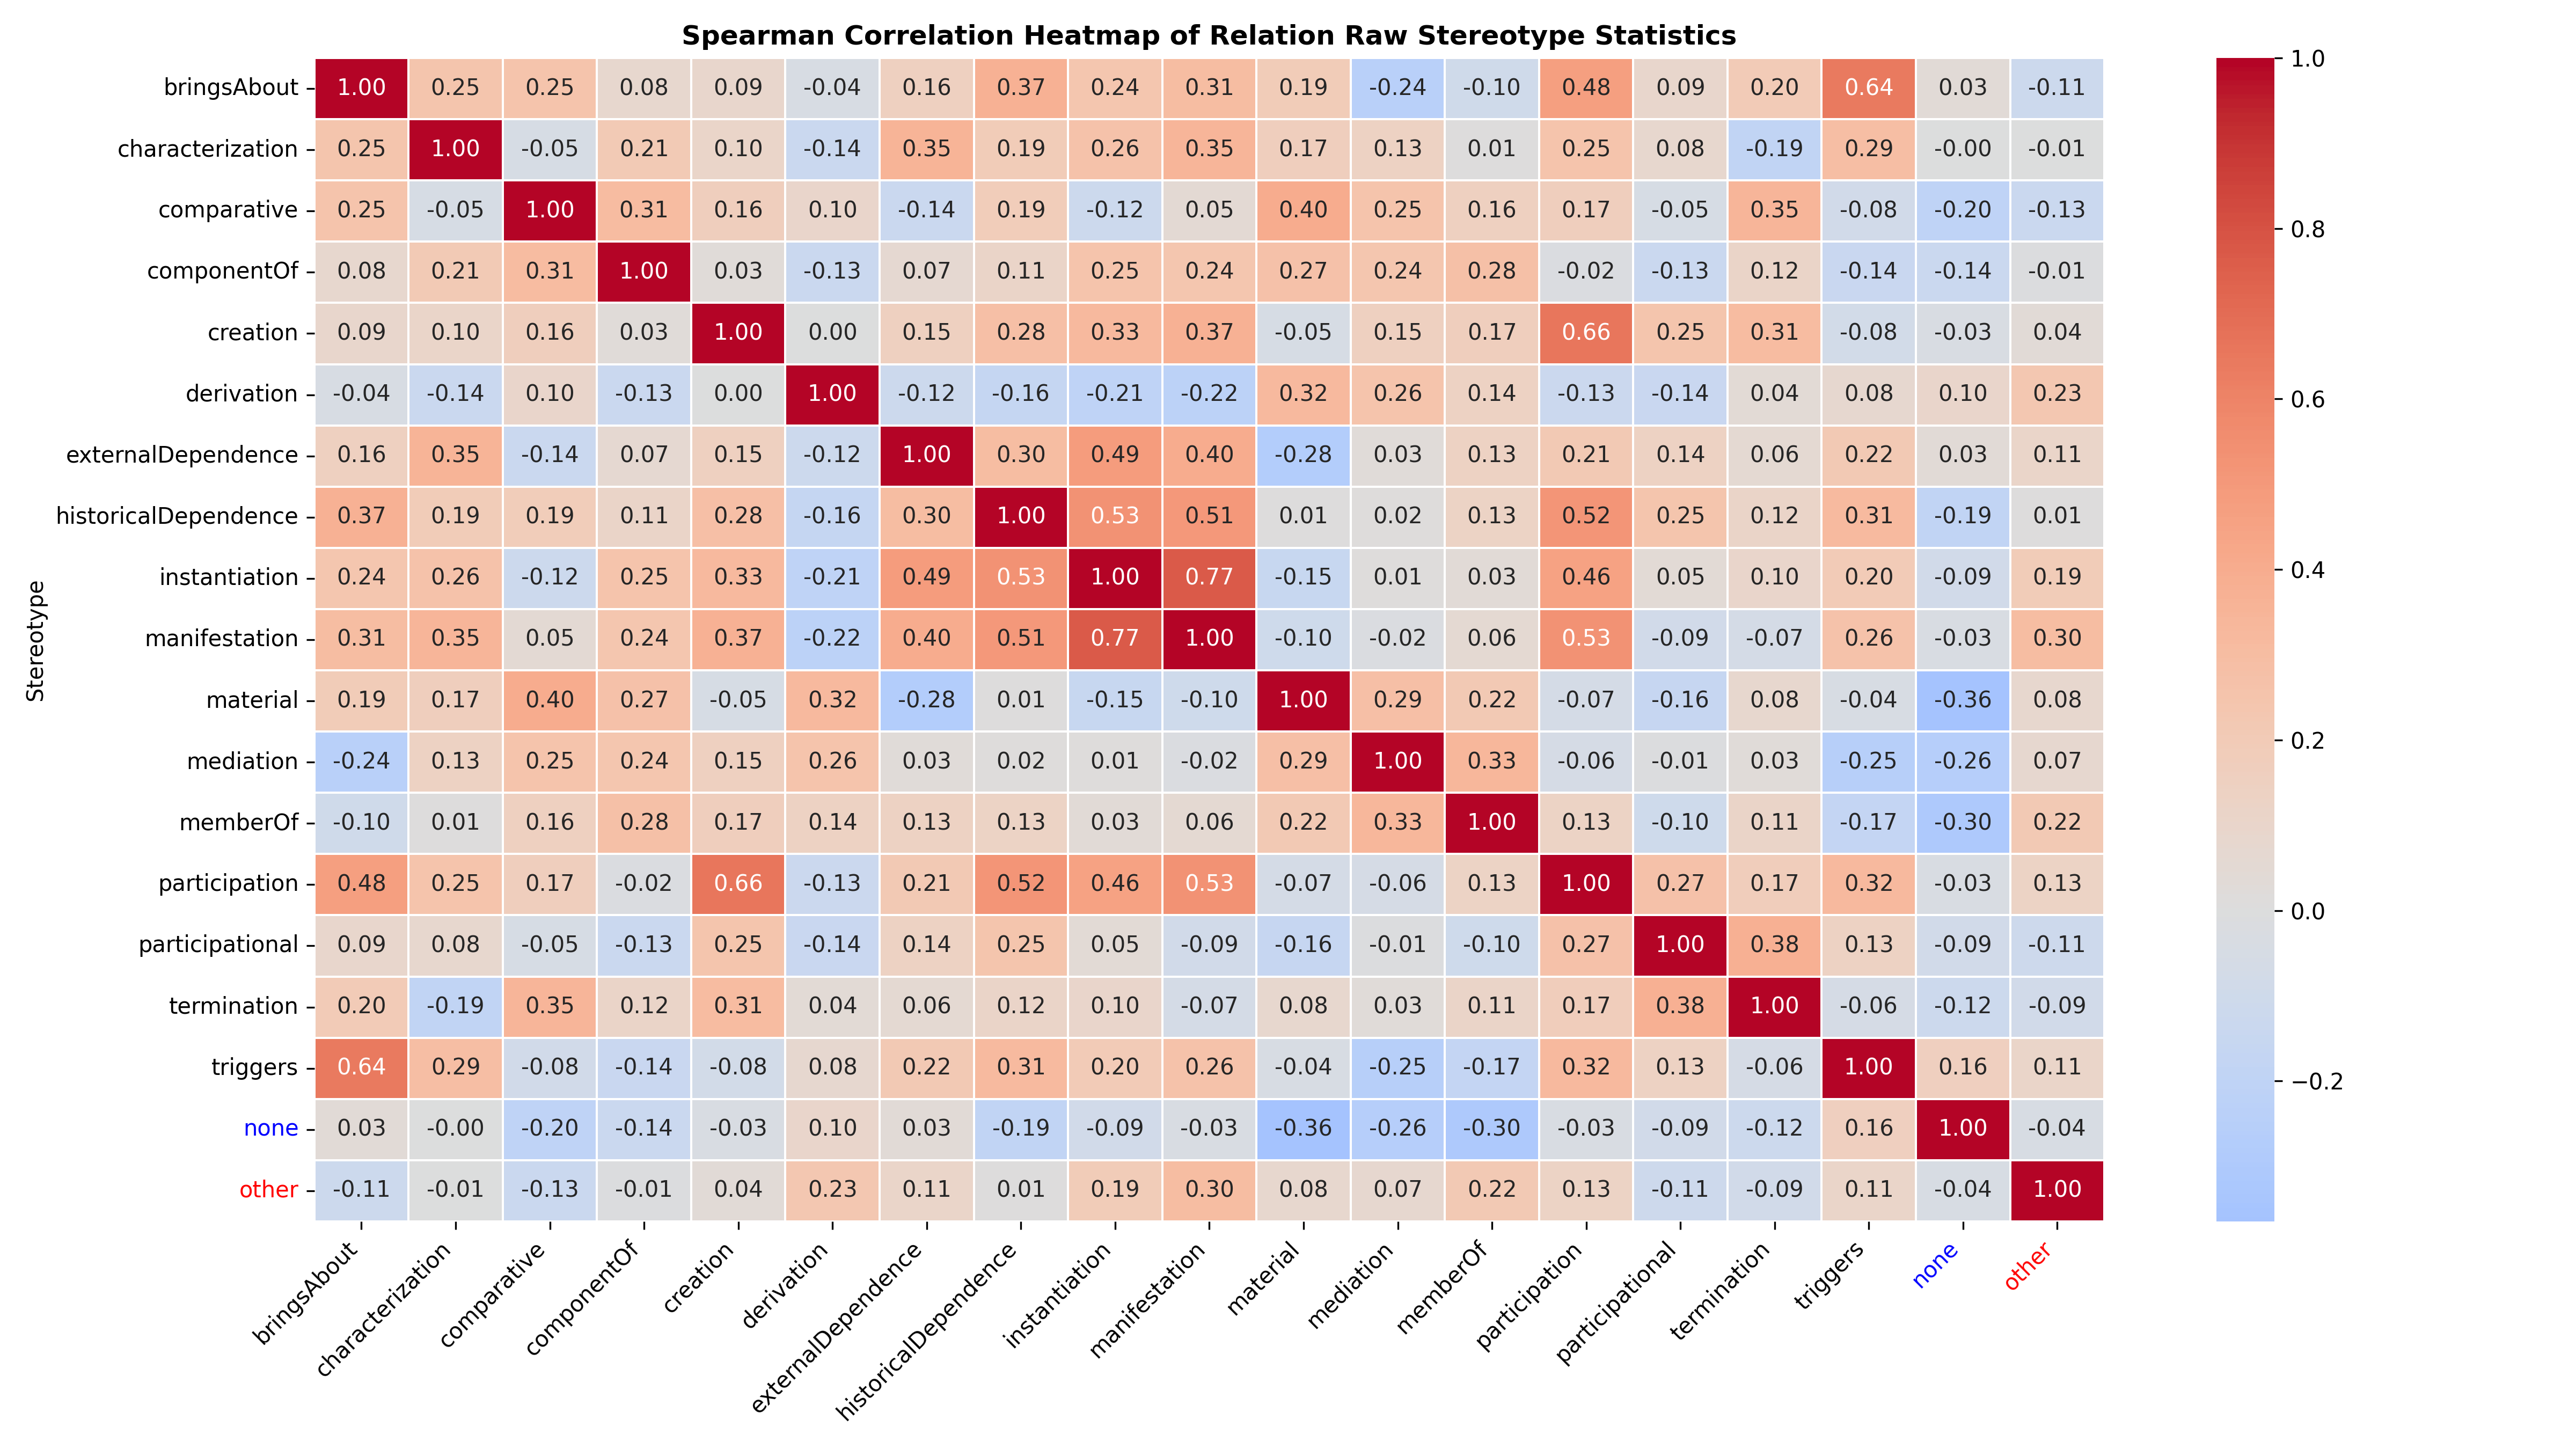 Spearman Correlation Heatmap of Relation Raw Stereotype Statistics
bringsAbout 1.00 0.25 0.25 0.08 0.09 -0.04 0.16 0.37 0.24 0.31 0.19 -0.24 -0.10 0.48 0.09 0.20 0.64 0.03 -0.11
characterization 0.25 1.00 -0.05 0.21 0.10 -0.14 0.35 0.19 0.26 0.35 0.17 0.13 0.01 0.25 0.08 -0.19 0.29 -0.00 -0.01
comparative 0.25 -0.05 1.00 0.31 0.16 0.10 -0.14 0.19 -0.12 0.05 0.40 0.25 0.16 0.17 -0.05 0.35 -0.08 -0.20 -0.13
componentOf 0.08 0.21 0.31 1.00 0.03 -0.13 0.07 0.11 0.25 0.24 0.27 0.24 0.28 -0.02 -0.13 0.12 -0.14 -0.14 -0.01
creation 0.09 0.10 0.16 0.03 1.00 0.00 0.15 0.28 0.33 0.37 -0.05 0.15 0.17 0.66 0.25 0.31 -0.08 -0.03 0.04
derivation -0.04 -0.14 0.10 -0.13 0.00 1.00 -0.12 -0.16 -0.21 -0.22 0.32 0.26 0.14 -0.13 -0.14 0.04 0.08 0.10 0.23
externalDependence 0.16 0.35 -0.14 0.07 0.15 -0.12 1.00 0.30 0.49 0.40 -0.28 0.03 0.13 0.21 0.14 0.06 0.22 0.03 0.11
historicalDependence 0.37 0.19 0.19 0.11 0.28 -0.16 0.30 1.00 0.53 0.51 0.01 0.02 0.13 0.52 0.25 0.12 0.31 -0.19 0.01
instantiation 0.24 0.26 -0.12 0.25 0.33 -0.21 0.49 0.53 1.00 0.77 -0.15 0.01 0.03 0.46 0.05 0.10 0.20 -0.09 0.19
manifestation 0.31 0.35 0.05 0.24 0.37 -0.22 0.40 0.51 0.77 1.00 -0.10 -0.02 0.06 0.53 -0.09 -0.07 0.26 -0.03 0.30
material 0.19 0.17 0.40 0.27 -0.05 0.32 -0.28 0.01 -0.15 -0.10 1.00 0.29 0.22 -0.07 -0.16 0.08 -0.04 -0.36 0.08
mediation -0.24 0.13 0.25 0.24 0.15 0.26 0.03 0.02 0.01 -0.02 0.29 1.00 0.33 -0.06 -0.01 0.03 -0.25 -0.26 0.07
memberOf -0.10 0.01 0.16 0.28 0.17 0.14 0.13 0.13 0.03 0.06 0.22 0.33 1.00 0.13 -0.10 0.11 -0.17 -0.30 0.22
participation 0.48 0.25 0.17 -0.02 0.66 -0.13 0.21 0.52 0.46 0.53 -0.07 -0.06 0.13 1.00 0.27 0.17 0.32 -0.03 0.13
participational 0.09 0.08 -0.05 -0.13 0.25 -0.14 0.14 0.25 0.05 -0.09 -0.16 -0.01 -0.10 0.27 1.00 0.38 0.13 -0.09 -0.11
termination 0.20 -0.19 0.35 0.12 0.31 0.04 0.06 0.12 0.10 -0.07 0.08 0.03 0.11 0.17 0.38 1.00 -0.06 -0.12 -0.09
triggers 0.64 0.29 -0.08 -0.14 -0.08 0.08 0.22 0.31 0.20 0.26 -0.04 -0.25 -0.17 0.32 0.13 -0.06 1.00 0.16 0.11
none 0.03 -0.00 -0.20 -0.14 -0.03 0.10 0.03 -0.19 -0.09 -0.03 -0.36 -0.26 -0.30 -0.03 -0.09 -0.12 0.16 1.00 -0.04
other -0.11 -0.01 -0.13 -0.01 0.04 0.23 0.11 0.01 0.19 0.30 0.08 0.07 0.22 0.13 -0.11 -0.09 0.11 -0.04 1.00
Stereotype
bringsAbout characterization comparative componentOf creation derivation externalDependence historicalDependence instantiation manifestation material mediation memberOf participation participational termination triggers none other
1.0
0.8
0.6
0.4
0.2
0.0
−0.2